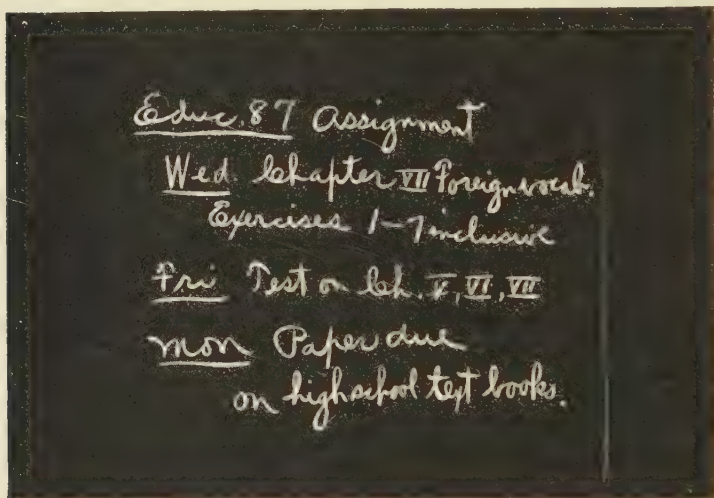 Educ. 87 Assignment
Wed Chapter VII Foreign vocab.
Exercises 1-7 inclusive
Fri Test on Ch. V, VI, VII
Mon Paper due
on high school text books.